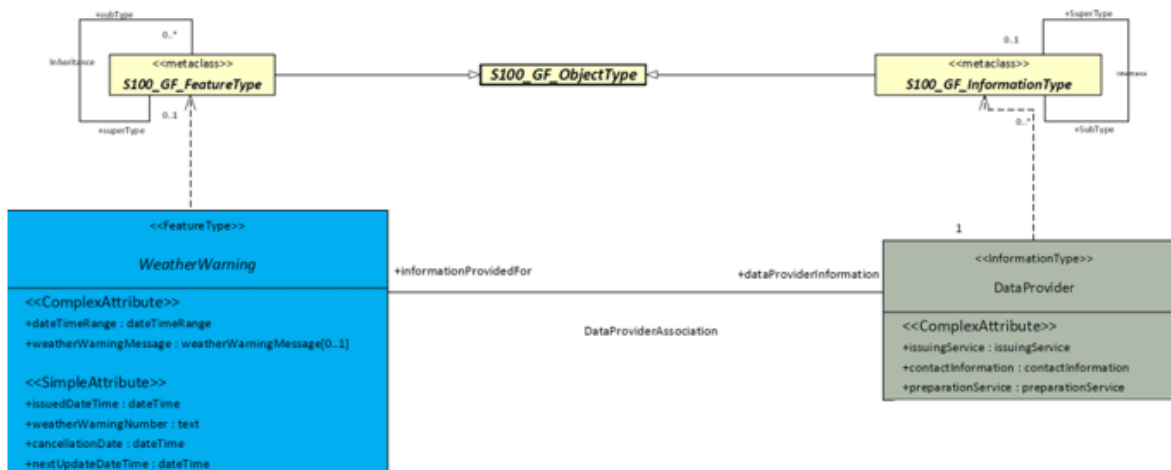 +subType
0..*
Inheritance
<<metaclass>>
S100_GF_FeatureType
0..1
+superType
S100_GF_ObjectType
+SuperType
0..1
<<metaclass>>
S100_GF_InformationType
Inheritance
0..*
+SubType
<<FeatureType>>
WeatherWarning
<<ComplexAttribute>>
+dateTimeRange : dateTimeRange
+weatherWarningMessage : weatherWarningMessage[0..1]
<<SimpleAttribute>>
+issuedDateTime : dateTime
+weatherWarningNumber : text
+cancellationDate : dateTime
+nextUpdateDateTime : dateTime
+informationProvidedFor
+dataProviderInformation
DataProviderAssociation
1
<<InformationType>>
DataProvider
<<ComplexAttribute>>
+issuingService : issuingService
+contactInformation : contactInformation
+preparationService : preparationService